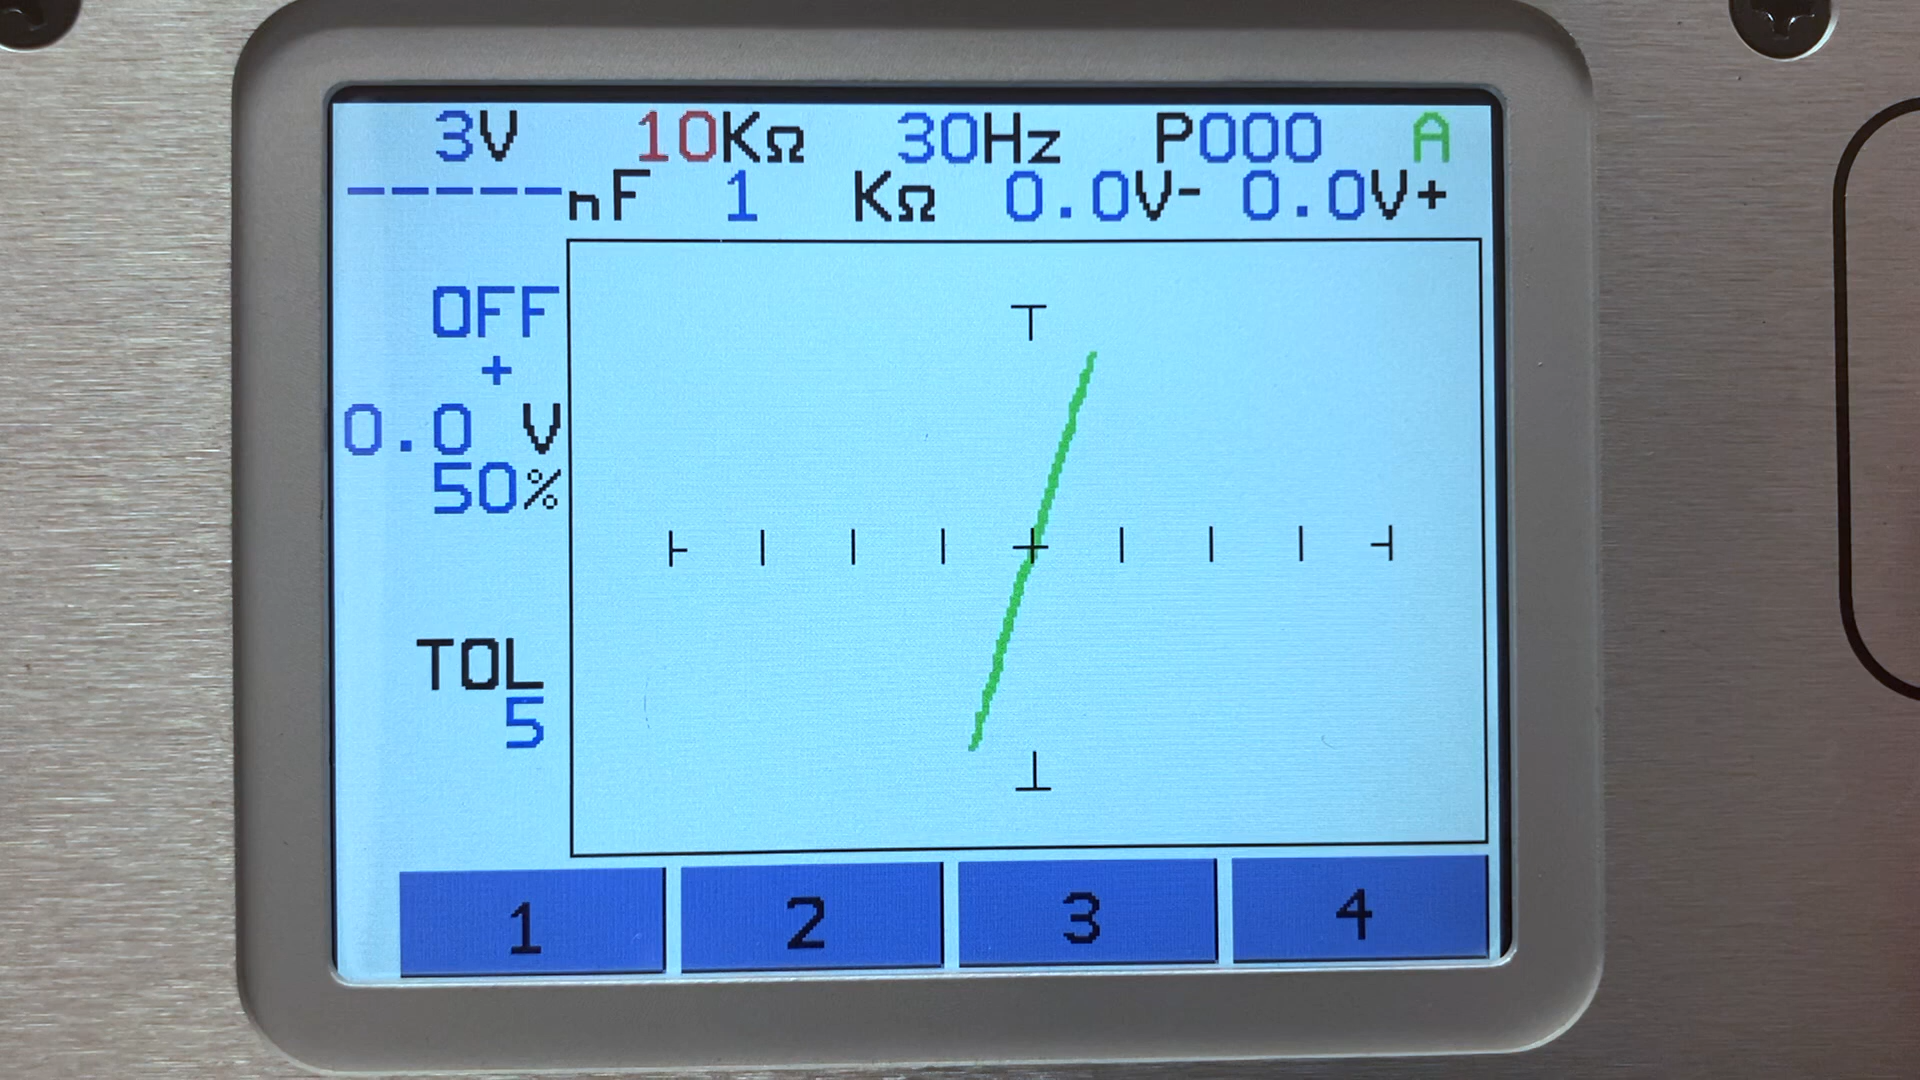 3V 10KΩ 30Hz P000 A
-----nF 1 KΩ 0.0V- 0.0V+
OFF
+
0.0 V
50%
TOL
5
1 2 3 4